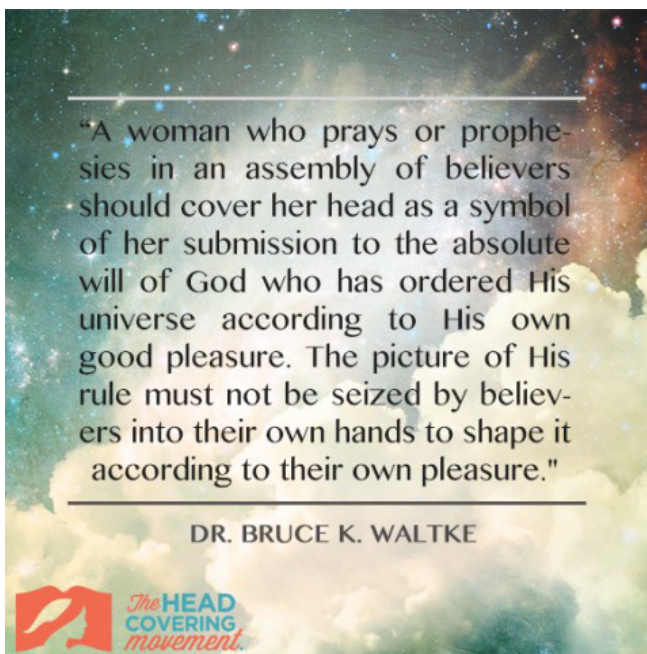 “A woman who prays or prophe-
sies in an assembly of believers
should cover her head as a symbol
of her submission to the absolute
will of God who has ordered His
universe according to His own
good pleasure. The picture of His
rule must not be seized by believ-
ers into their own hands to shape it
according to their own pleasure."
DR. BRUCE K. WALTKE
The HEAD
COVERING
movement.